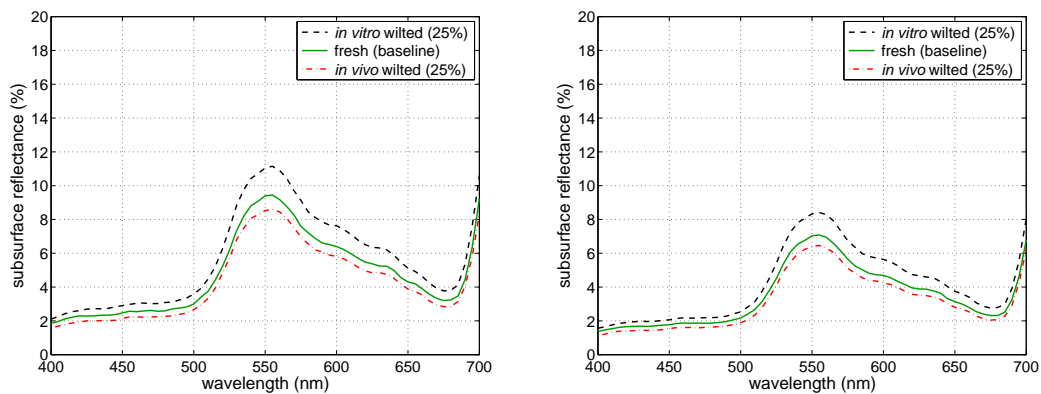 20
18
16
14
12
10
8
6
4
2
0
subsurface reflectance (%)
in vitro wilted (25%)
fresh (baseline)
in vivo wilted (25%)
400 450 500 550 600 650 700
wavelength (nm)
20
18
16
14
12
10
8
6
4
2
0
subsurface reflectance (%)
in vitro wilted (25%)
fresh (baseline)
in vivo wilted (25%)
400 450 500 550 600 650 700
wavelength (nm)